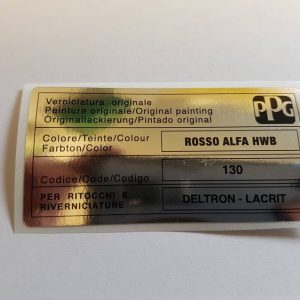 Verniciatura originale
Peinture originale/Original painting
Originallackierung/Pintado original
PPG
Colore/Teinte/Colour
Farbton/Color
ROSSO ALFA HWB
Codice/Code/Codigo
130
PER RITOCCHI E
RIVERNICIATURE
DELTRON - LACRIT